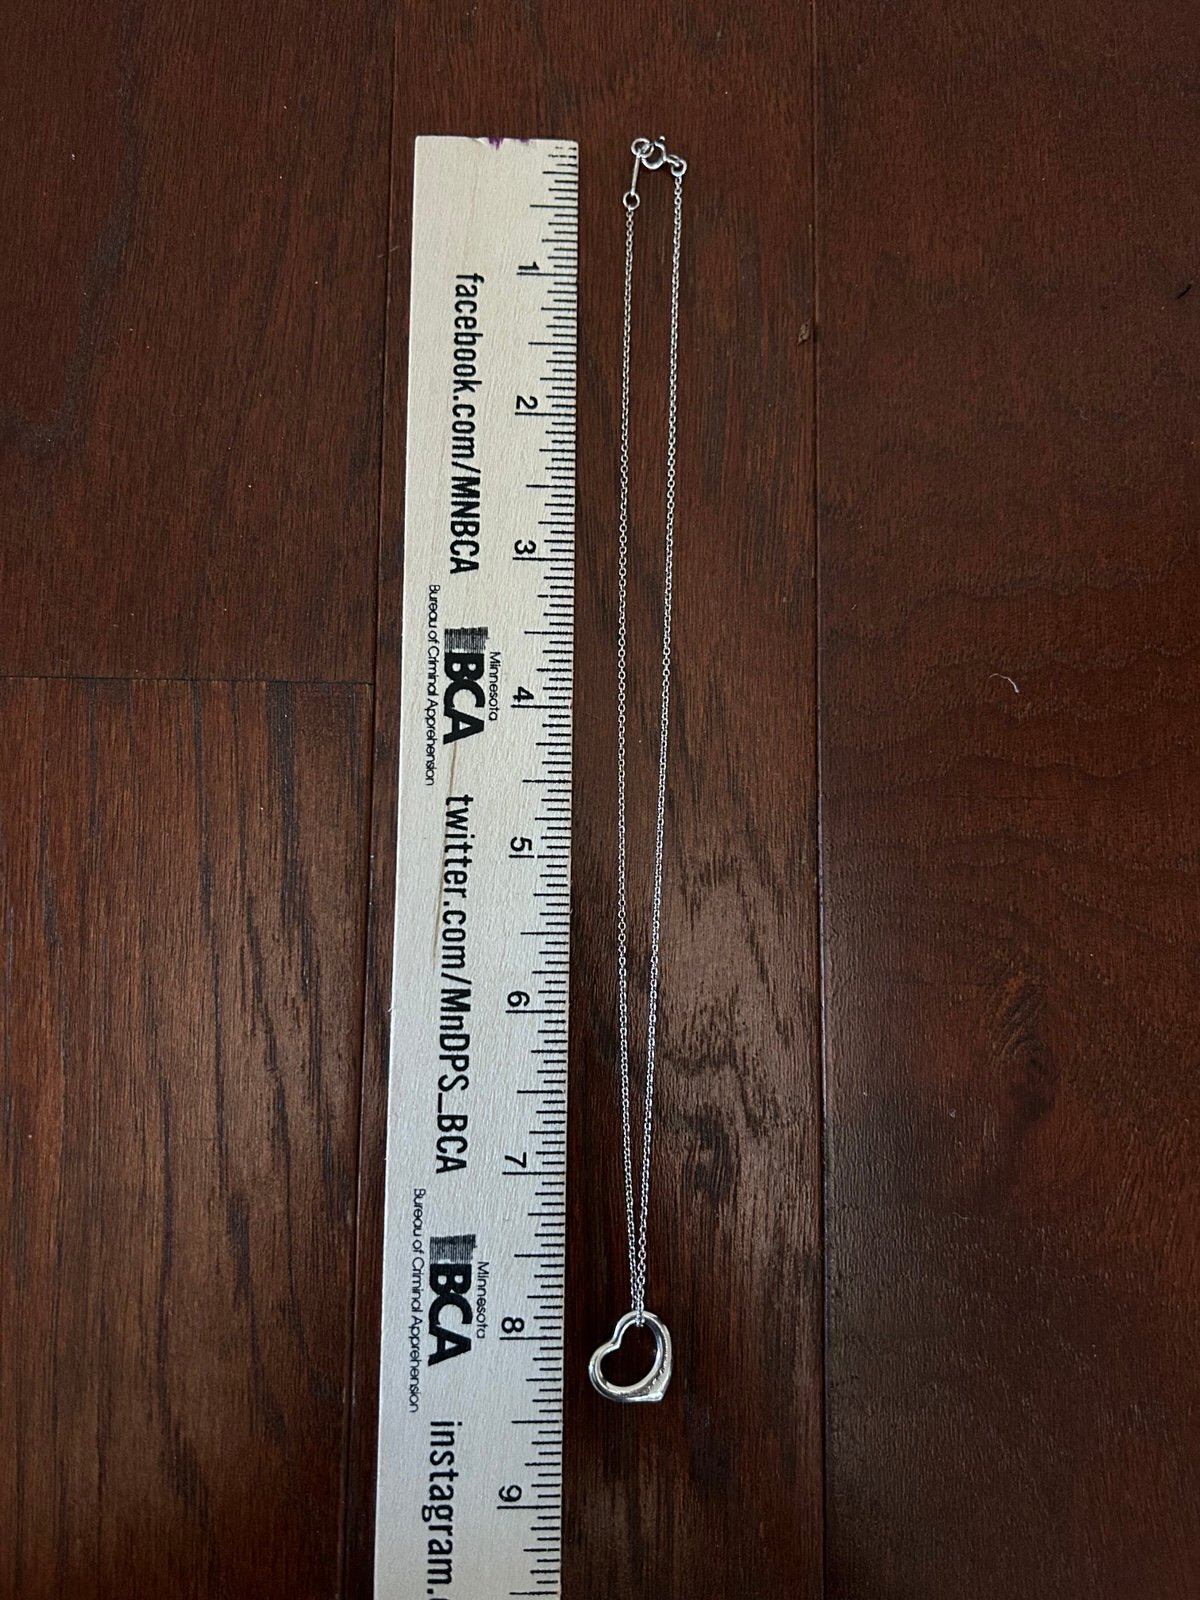 1
2
3
4
5
6
7
8
9
facebook.com/MNBCA
Minnesota
BCA
Bureau of Criminal Apprehension
twitter.com/MnDPS_BCA
Minnesota
BCA
Bureau of Criminal Apprehension
instagram.